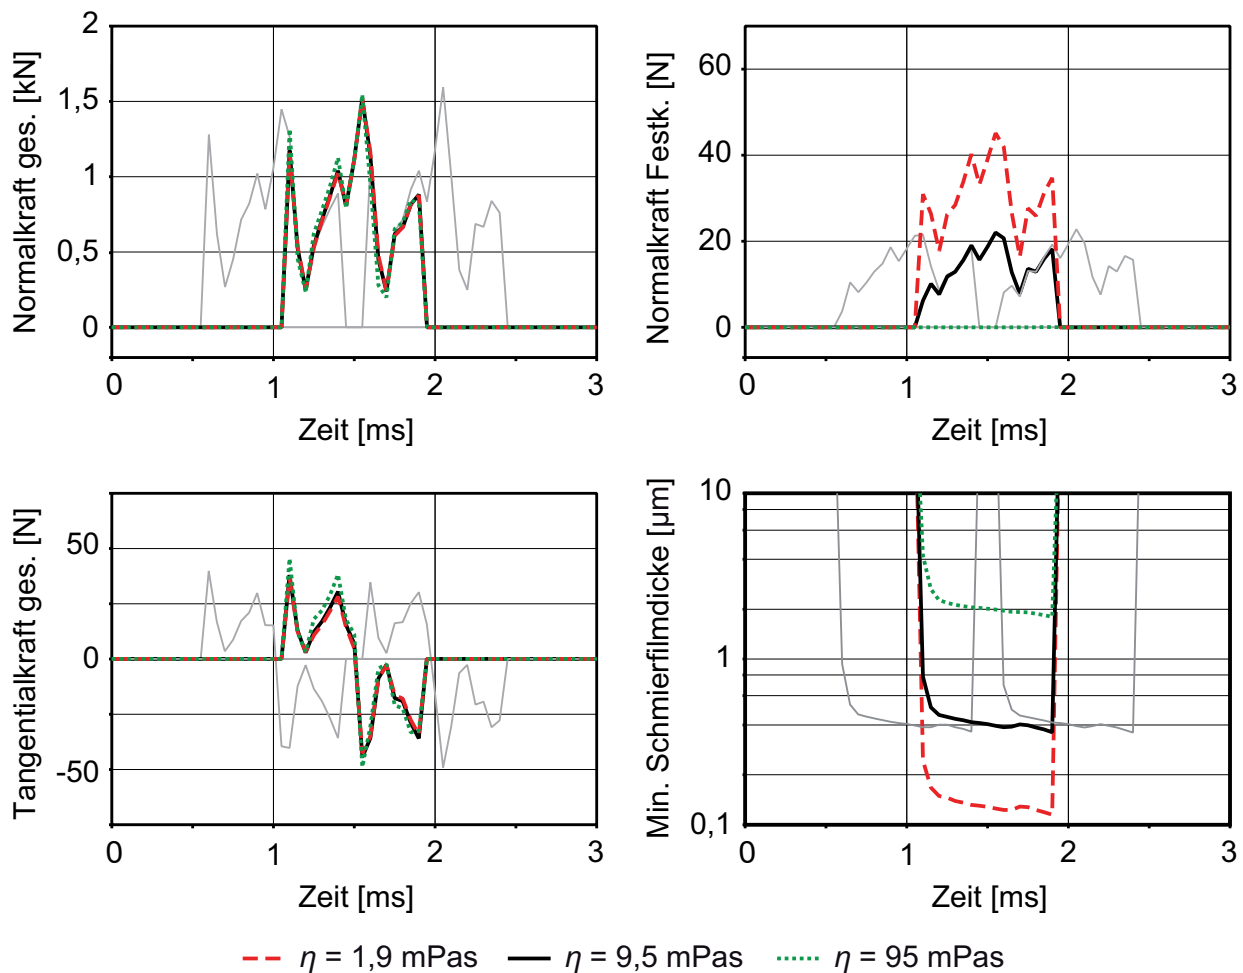 Normalkraft ges. [kN]
2
1,5
1
0,5
0
0
1
2
3
Zeit [ms]
Normalkraft Festk. [N]
60
40
20
0
0
1
2
3
Zeit [ms]
Tangentialkraft ges. [N]
50
0
-50
0
1
2
3
Zeit [ms]
Min. Schmierfilmdicke [µm]
10
1
0,1
0
1
2
3
Zeit [ms]
η = 1,9 mPas
η = 9,5 mPas
η = 95 mPas